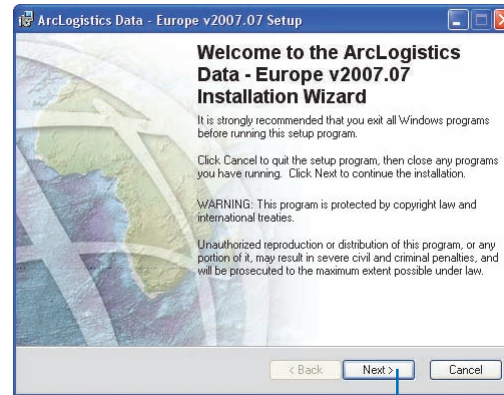 ArcLogistics Data - Europe v2007.07 Setup
Welcome to the ArcLogistics
Data - Europe v2007.07
Installation Wizard
It is strongly recommended that you exit all Windows programs
before running this setup program.
Click Cancel to quit the setup program, then close any programs
you have running. Click Next to continue the installation.
WARNING: This program is protected by copyright law and
international treaties.
Unauthorized reproduction or distribution of this program, or any
portion of it, may result in severe civil and criminal penalties, and
will be prosecuted to the maximum extent possible under law.
< Back
Next >
Cancel